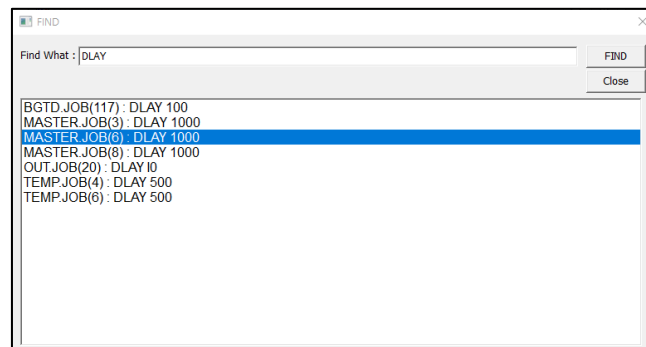 FIND
Find What : DLAY
FIND
Close
BGTD.JOB(117) : DLAY 100
MASTER.JOB(3) : DLAY 1000
MASTER.JOB(6) : DLAY 1000
MASTER.JOB(8) : DLAY 1000
OUT.JOB(20) : DLAY I0
TEMP.JOB(4) : DLAY 500
TEMP.JOB(6) : DLAY 500